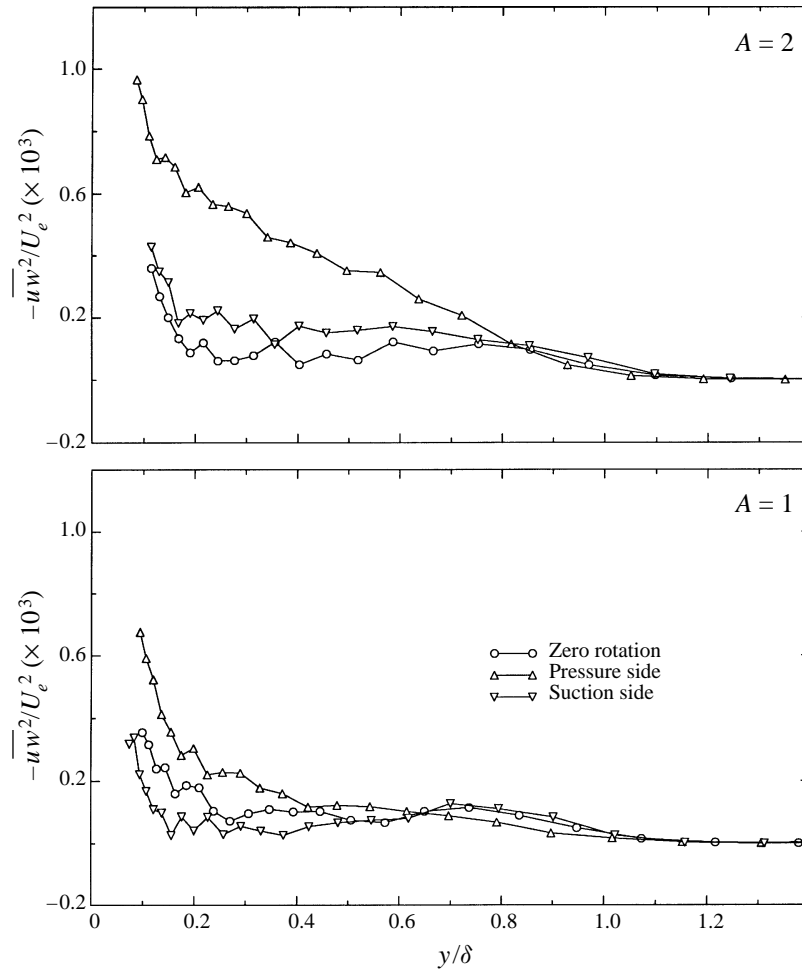 A = 2
1.0
0.6
0.2
−0.2
−uw²/Uₑ² (× 10³)
A = 1
1.0
0.6
0.2
−0.2
−uw²/Uₑ² (× 10³)
Zero rotation
Pressure side
Suction side
0 0.2 0.4 0.6 0.8 1.0 1.2
y/δ